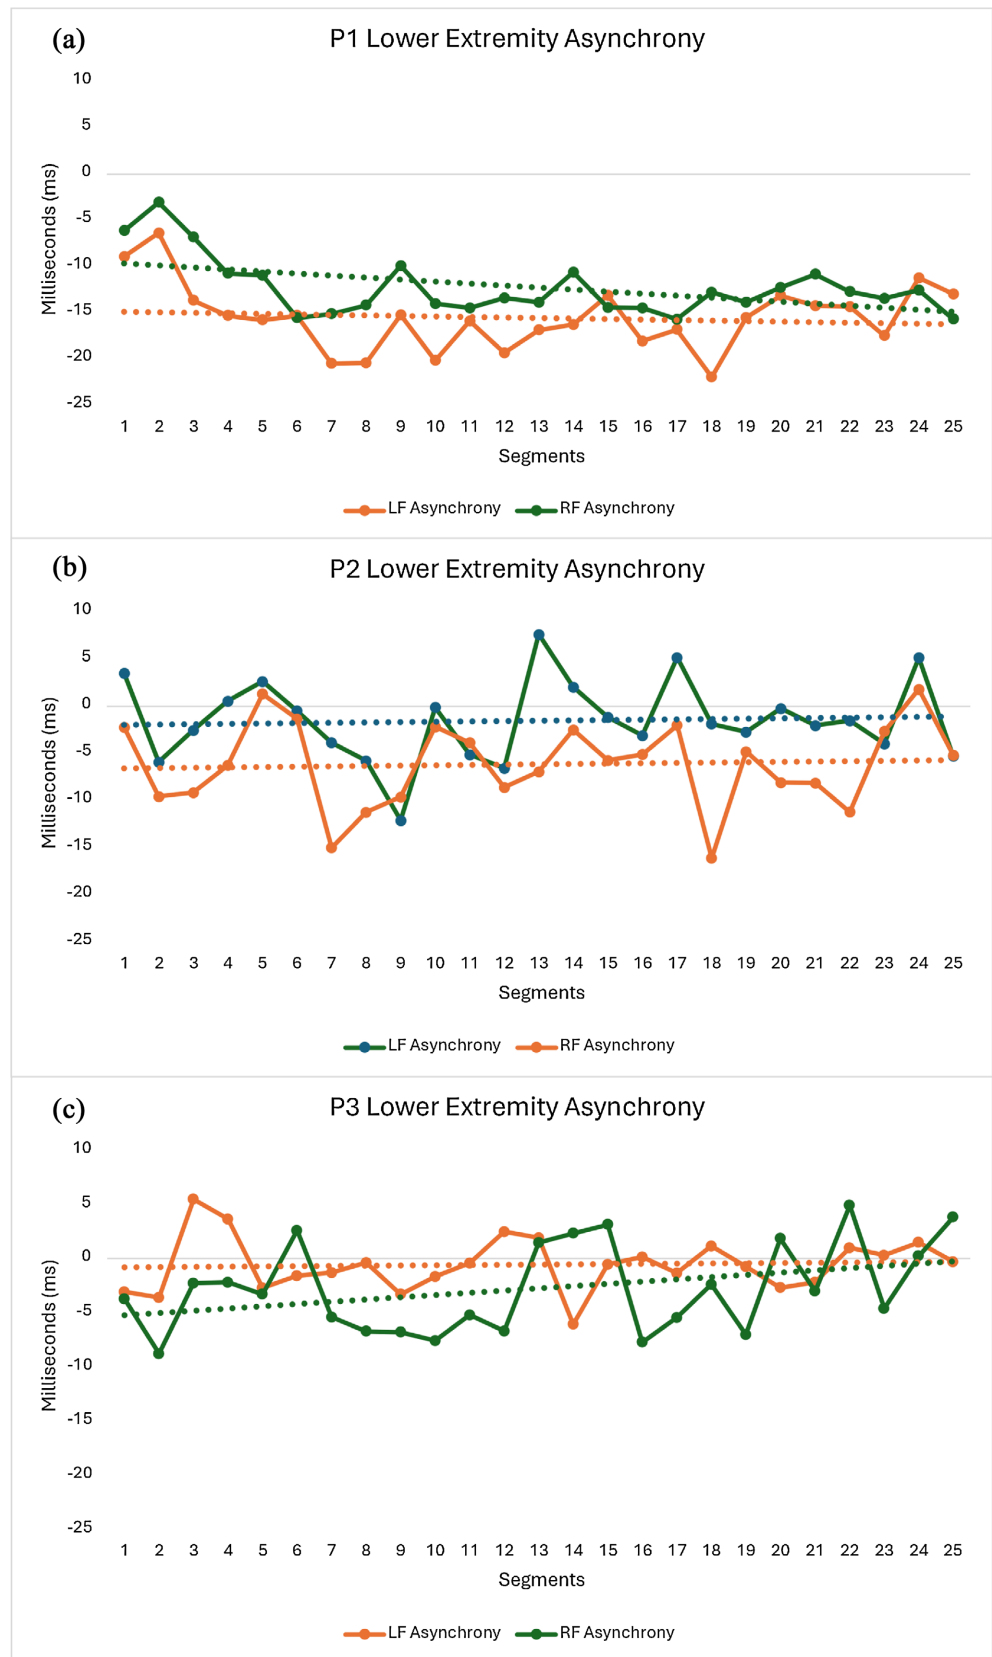 (a)
P1 Lower Extremity Asynchrony
Milliseconds (ms)
10
5
0
-5
-10
-15
-20
-25
1 2 3 4 5 6 7 8 9 10 11 12 13 14 15 16 17 18 19 20 21 22 23 24 25
Segments
LF Asynchrony RF Asynchrony
(b)
P2 Lower Extremity Asynchrony
Milliseconds (ms)
10
5
0
-5
-10
-15
-20
-25
1 2 3 4 5 6 7 8 9 10 11 12 13 14 15 16 17 18 19 20 21 22 23 24 25
Segments
LF Asynchrony RF Asynchrony
(c)
P3 Lower Extremity Asynchrony
Milliseconds (ms)
10
5
0
-5
-10
-15
-20
-25
1 2 3 4 5 6 7 8 9 10 11 12 13 14 15 16 17 18 19 20 21 22 23 24 25
Segments
LF Asynchrony RF Asynchrony